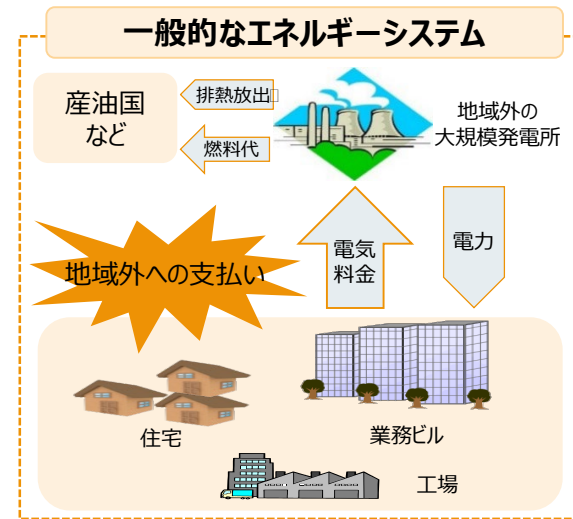 一般的なエネルギーシステム
産油国
など
排熱放出
燃料代
地域外の
大規模発電所
地域外への支払い
電気
料金
電力
住宅
業務ビル
工場